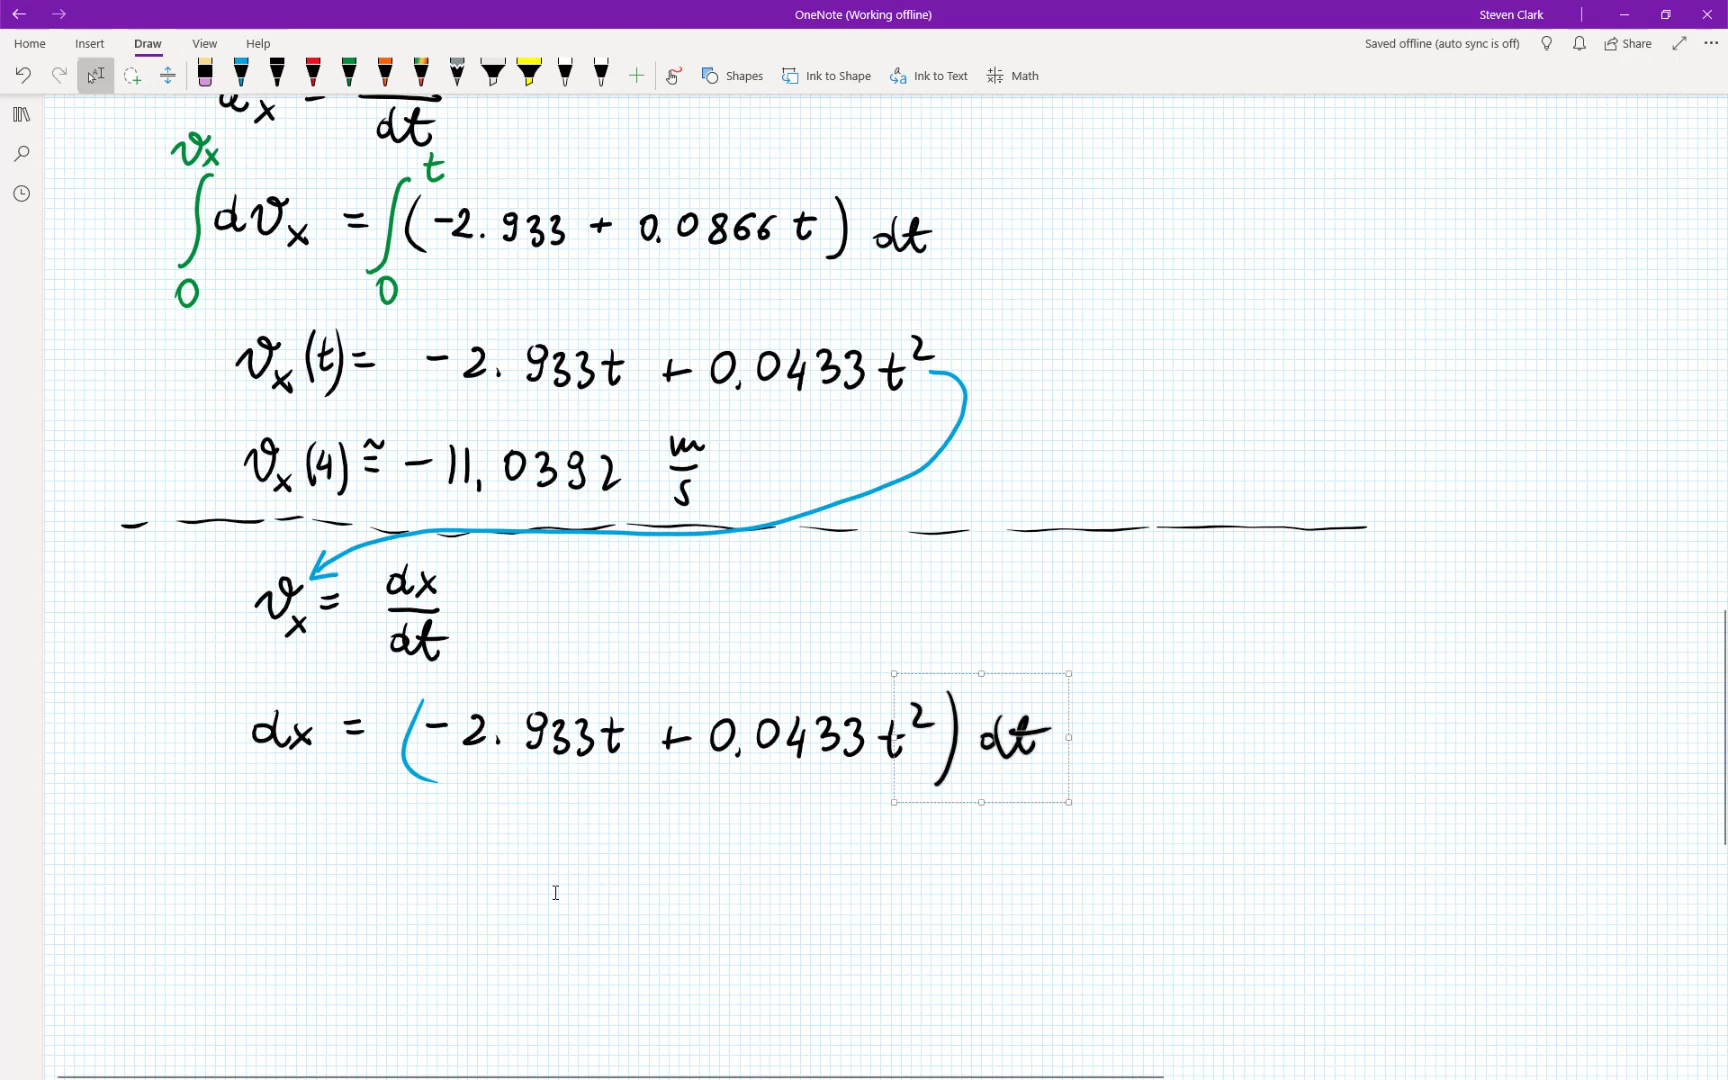 OneNote (Working offline)
Steven Clark
Home Insert Draw View Help
Saved offline (auto sync is off) Share
Shapes Ink to Shape Ink to Text Math
dt
vx t
∫ dvx = ∫ (-2.933 + 0.0866 t) dt
0 0
vx(t) = -2.933t + 0,0433 t²
vx(4) ≅ -11,0392 m/s
vx = dx/dt
dx = (-2.933t + 0,0433 t²) dt